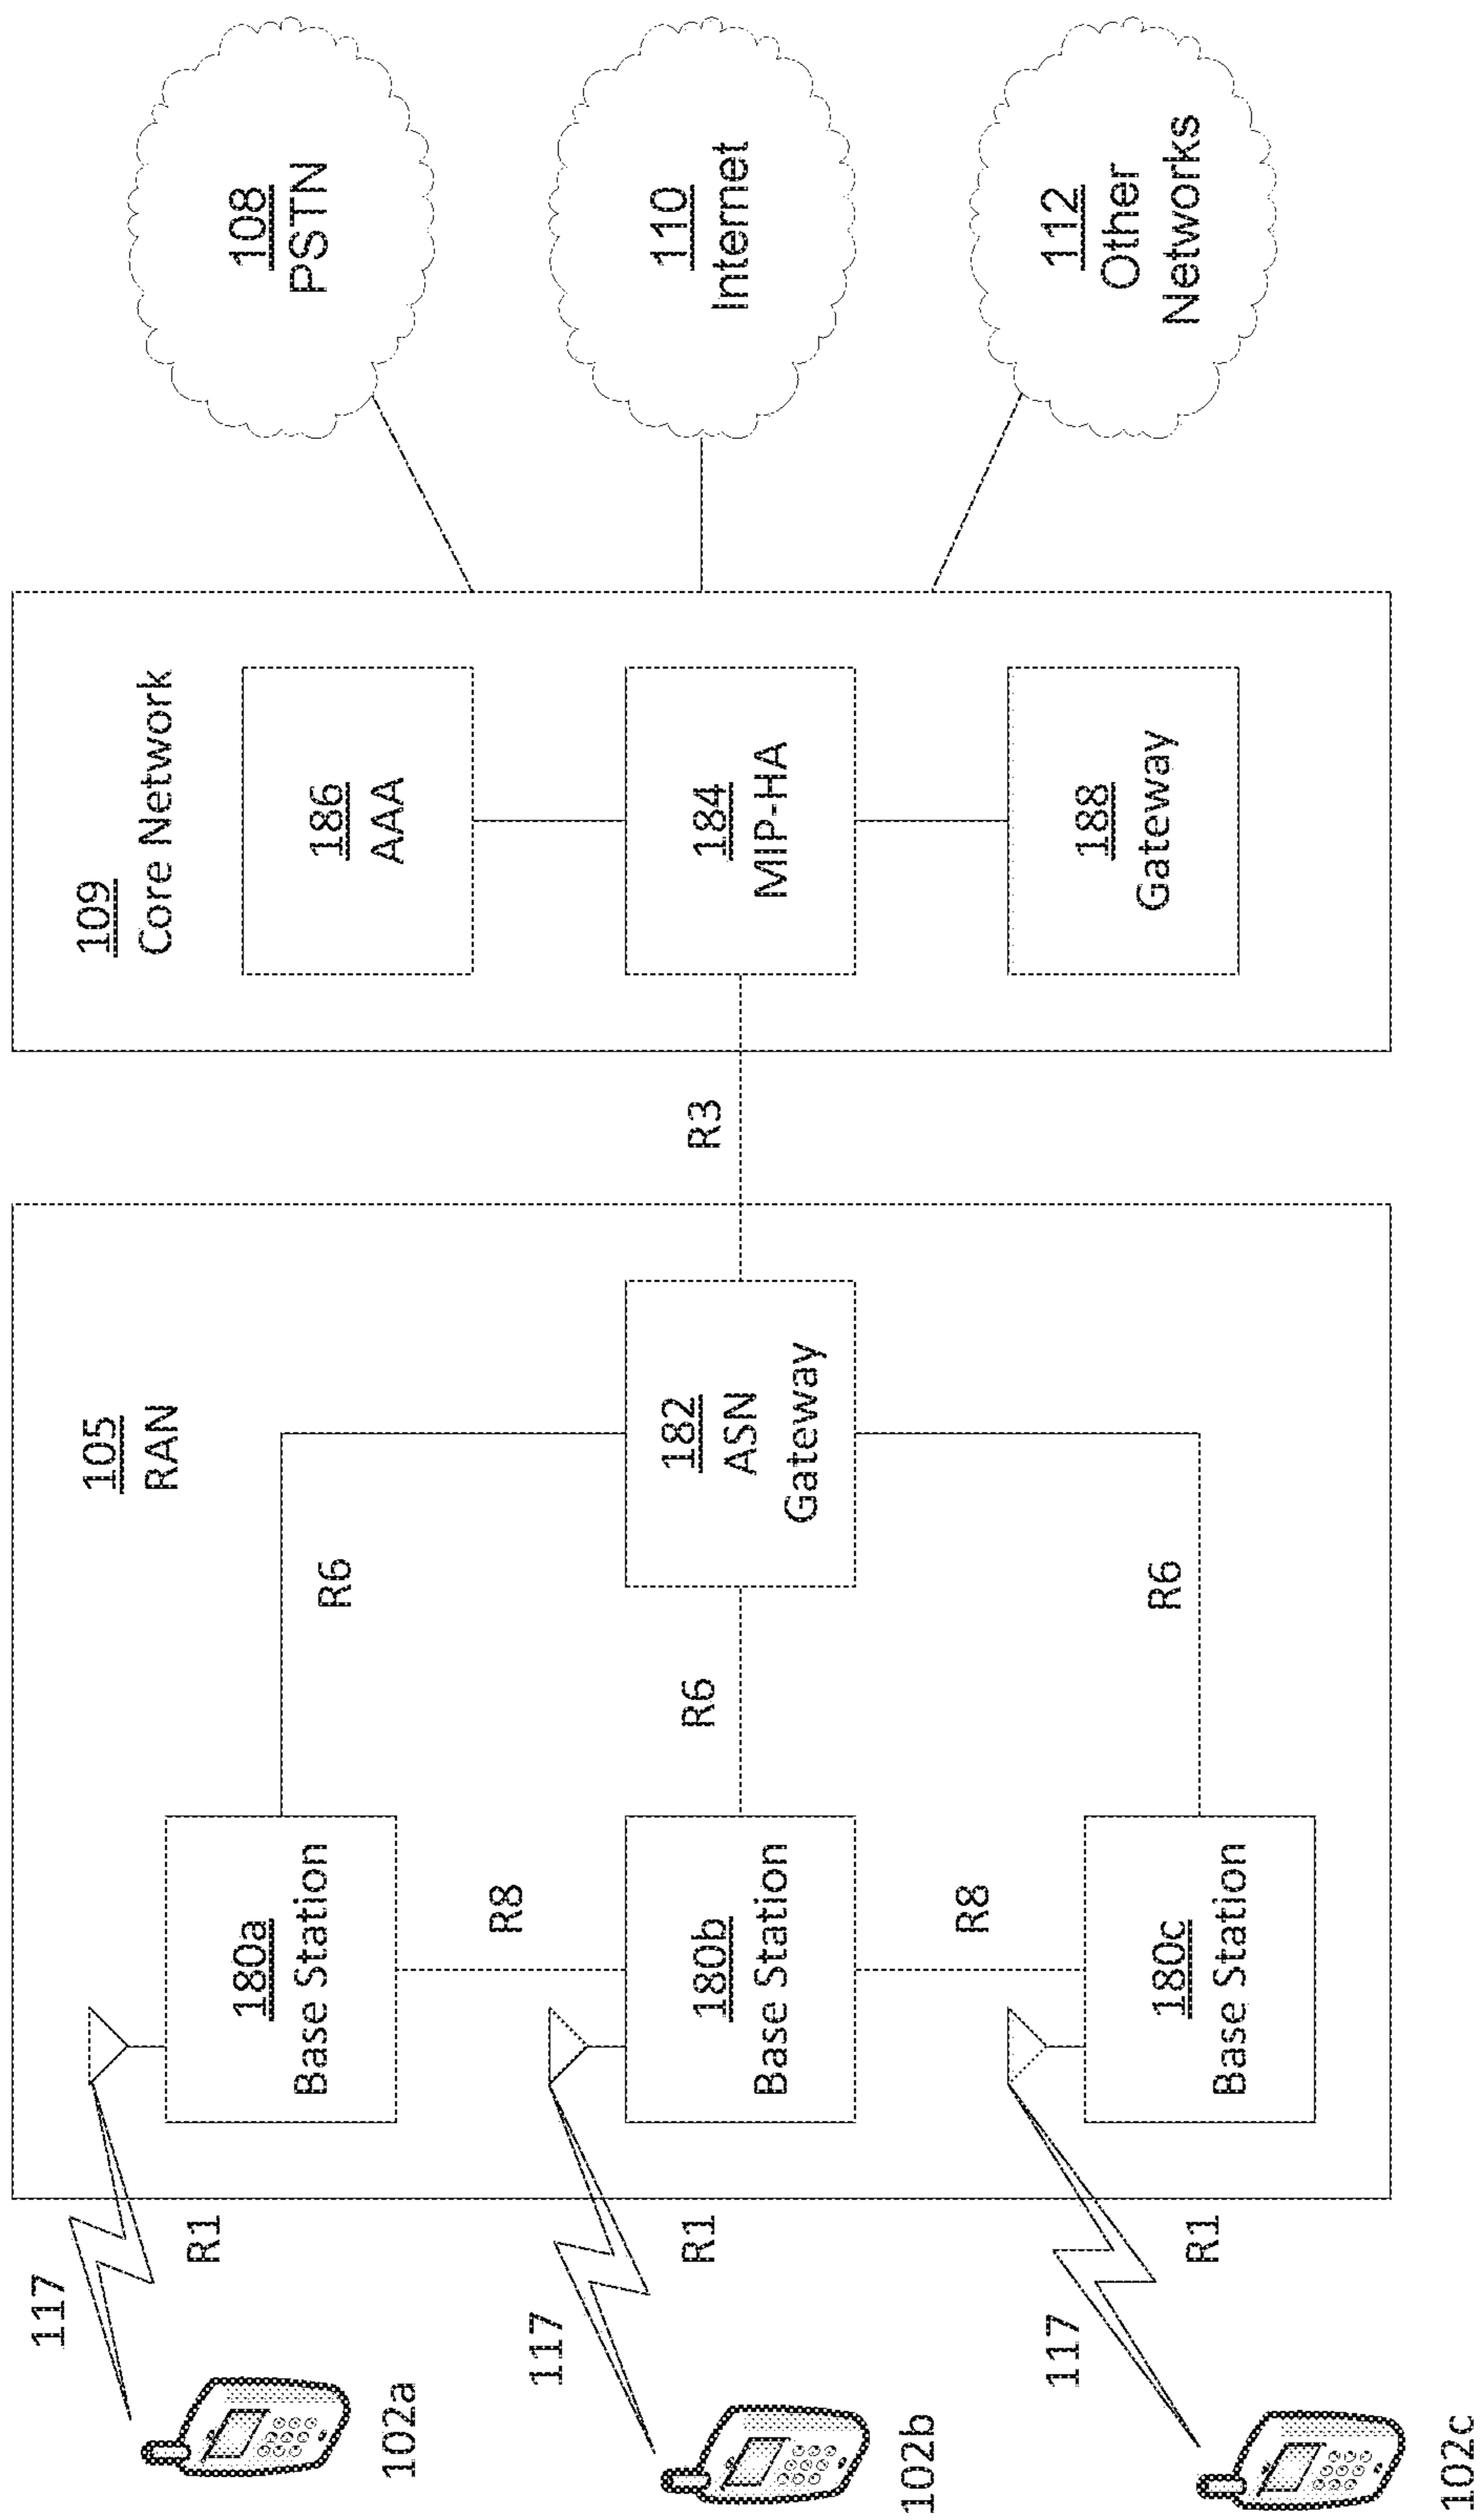 117
R1
102a
117
R1
102b
117
R1
102c
105
RAN
180a
Base Station
R8
180b
Base Station
R8
180c
Base Station
R6
R6
R6
182
ASN
Gateway
R3
109
Core Network
186
AAA
184
MIP-HA
188
Gateway
108
PSTN
110
Internet
112
Other
Networks